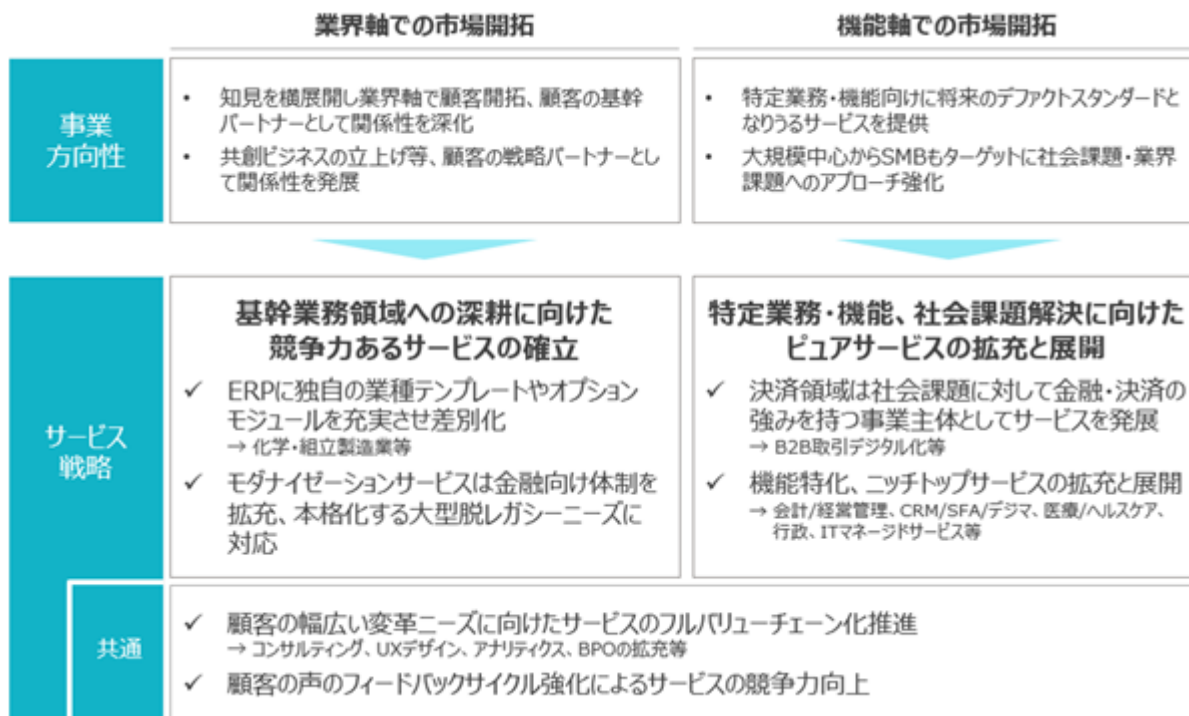 業界軸での市場開拓
機能軸での市場開拓
事業
方向性
• 知見を横展開し業界軸で顧客開拓、顧客の基幹
パートナーとして関係性を深化
• 共創ビジネスの立上げ等、顧客の戦略パートナーとし
て関係性を発展
• 特定業務・機能向けに将来のデファクトスタンダードと
なりうるサービスを提供
• 大規模中心からSMBもターゲットに社会課題・業界
課題へのアプローチ強化
サービス
戦略
基幹業務領域への深耕に向けた
競争力あるサービスの確立
✓ ERPに独自の業種テンプレートやオプション
モジュールを充実させ差別化
→ 化学・組立製造業等
✓ モダナイゼーションサービスは金融向け体制を
拡充、本格化する大型脱レガシーニーズに
対応
特定業務・機能、社会課題解決に向けた
ピュアサービスの拡充と展開
✓ 決済領域は社会課題に対して金融・決済の
強みを持つ事業主体としてサービスを発展
→ B2B取引デジタル化等
✓ 機能特化、ニッチトップサービスの拡充と展開
→ 会計/経営管理、CRM/SFA/デジマ、医療/ヘルスケア、
行政、ITマネージドサービス等
共通
✓ 顧客の幅広い変革ニーズに向けたサービスのフルバリューチェーン化推進
→ コンサルティング、UXデザイン、アナリティクス、BPOの拡充等
✓ 顧客の声のフィードバックサイクル強化によるサービスの競争力向上